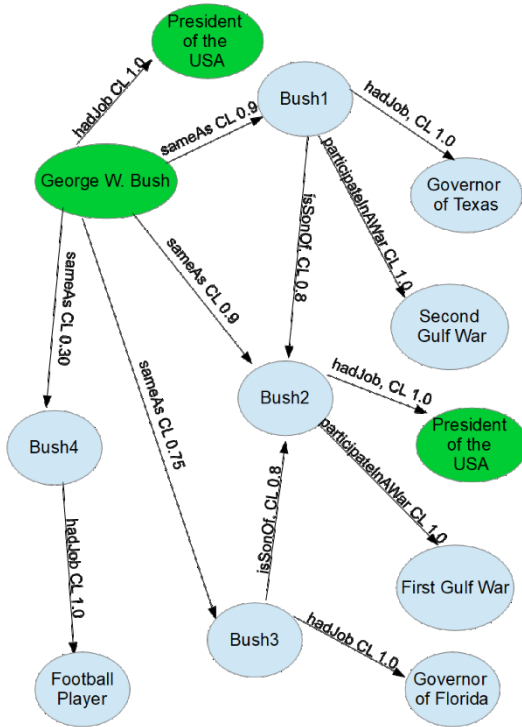 President
of the
USA
hadJob CL 1.0
sameAs CL 0.9
Bush1
hadJob, CL 1.0
George W. Bush
Governor
of Texas
isSonOf, CL 0.8
participateInAWar CL 1.0
sameAs CL 0.9
sameAs CL 0.30
Second
Gulf War
hadJob, CL 1.0
Bush2
President
of the
USA
sameAs CL 0.75
Bush4
participateInAWar CL 1.0
isSonOf, CL 0.8
hadJob CL 1.0
First Gulf War
Bush3
hadJob CL 1.0
Football
Player
Governor
of Florida